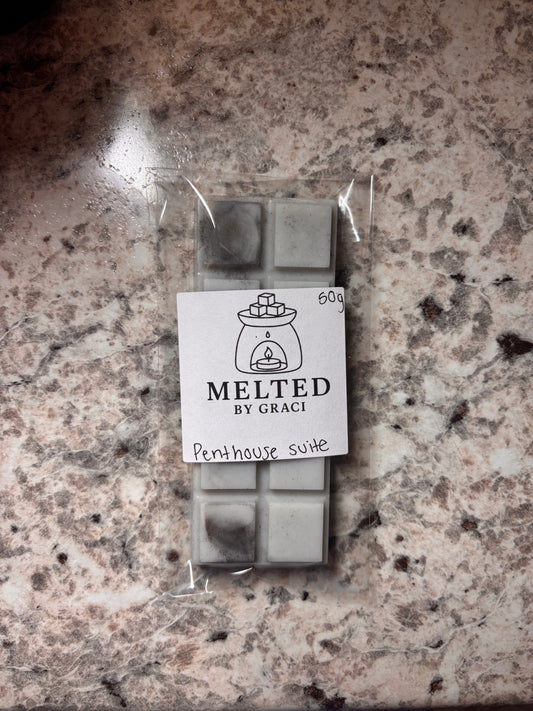 50g
MELTED
BY GRACI
Penthouse suite